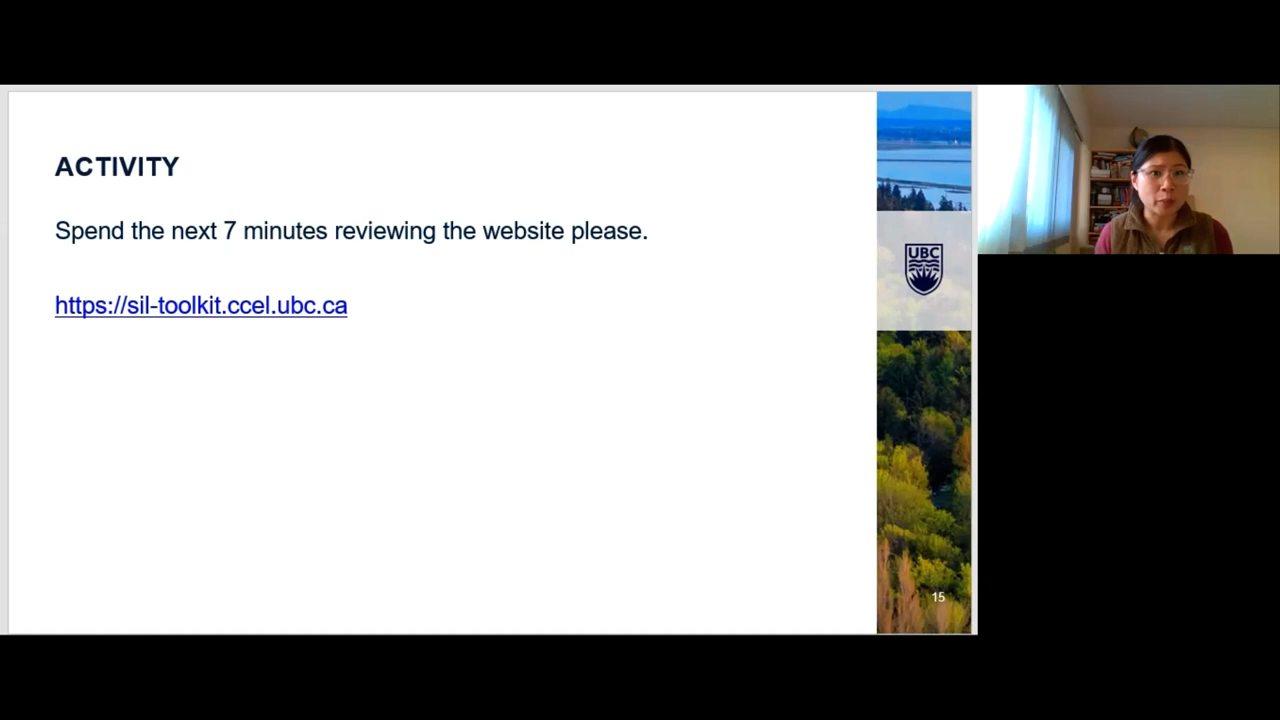 ACTIVITY
Spend the next 7 minutes reviewing the website please.
https://sil-toolkit.ccel.ubc.ca
UBC
15